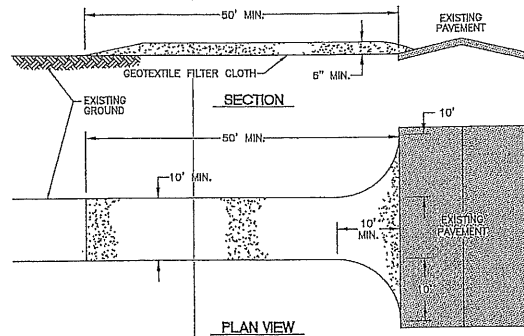 50' MIN.
EXISTING
PAVEMENT
GEOTEXTILE FILTER CLOTH
6" MIN.
SECTION
EXISTING
GROUND
10'
50' MIN.
10' MIN.
10'
MIN.
EXISTING
PAVEMENT
10'
PLAN VIEW